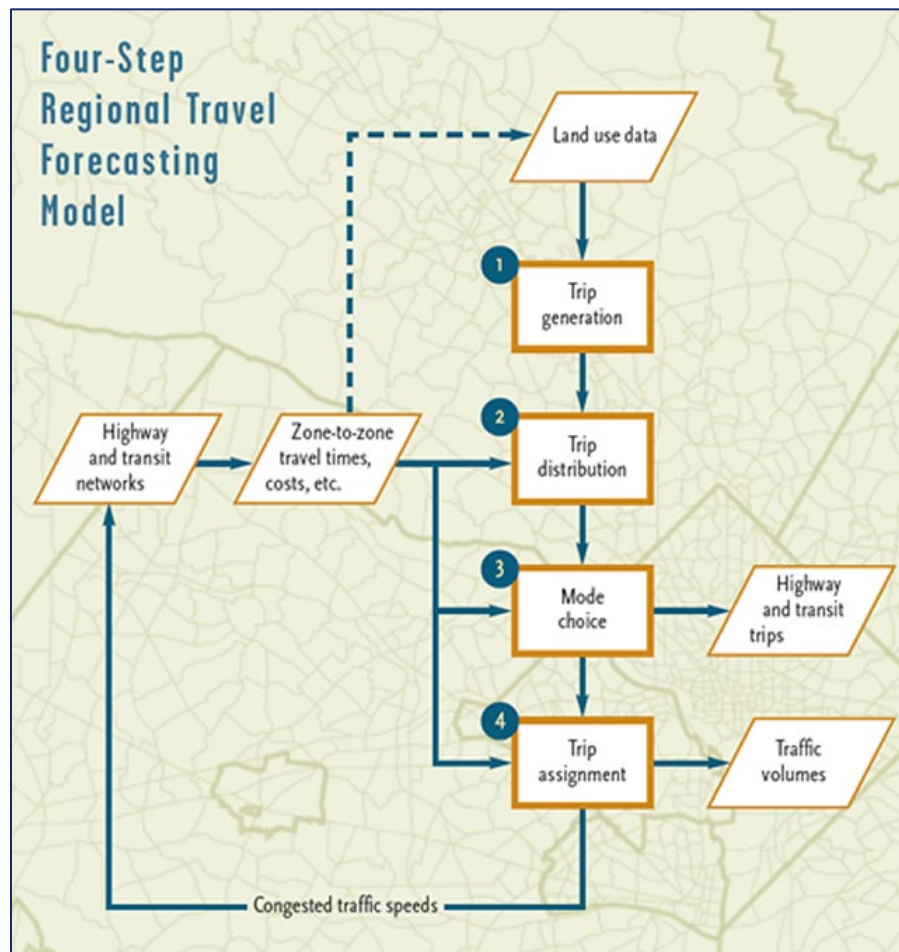 Four-Step
Regional Travel
Forecasting
Model
Land use data
1
Trip
generation
2
Trip
distribution
Highway
and transit
networks
Zone-to-zone
travel times,
costs, etc.
3
Mode
choice
Highway
and transit
trips
4
Trip
assignment
Traffic
volumes
Congested traffic speeds